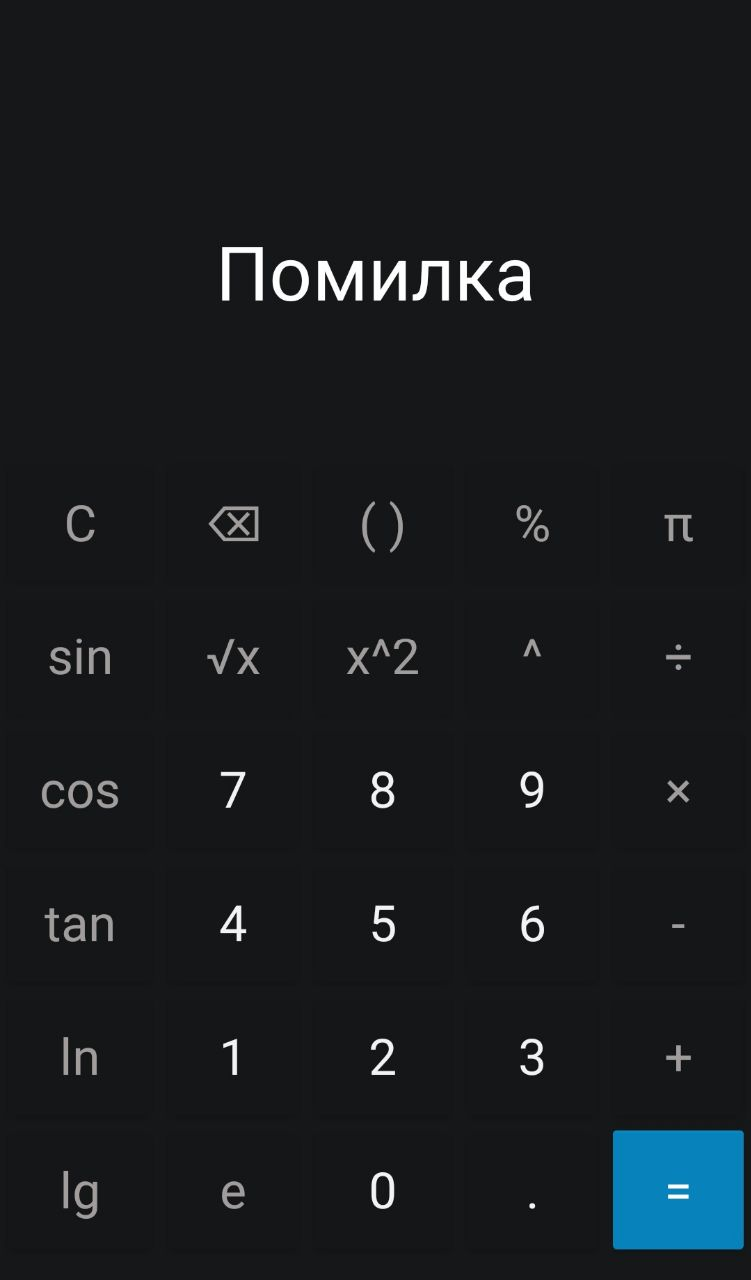 Помилка
C ( ) % π
sin √x x^2 ^ ÷
cos 7 8 9 ×
tan 4 5 6 -
ln 1 2 3 +
lg e 0 . =